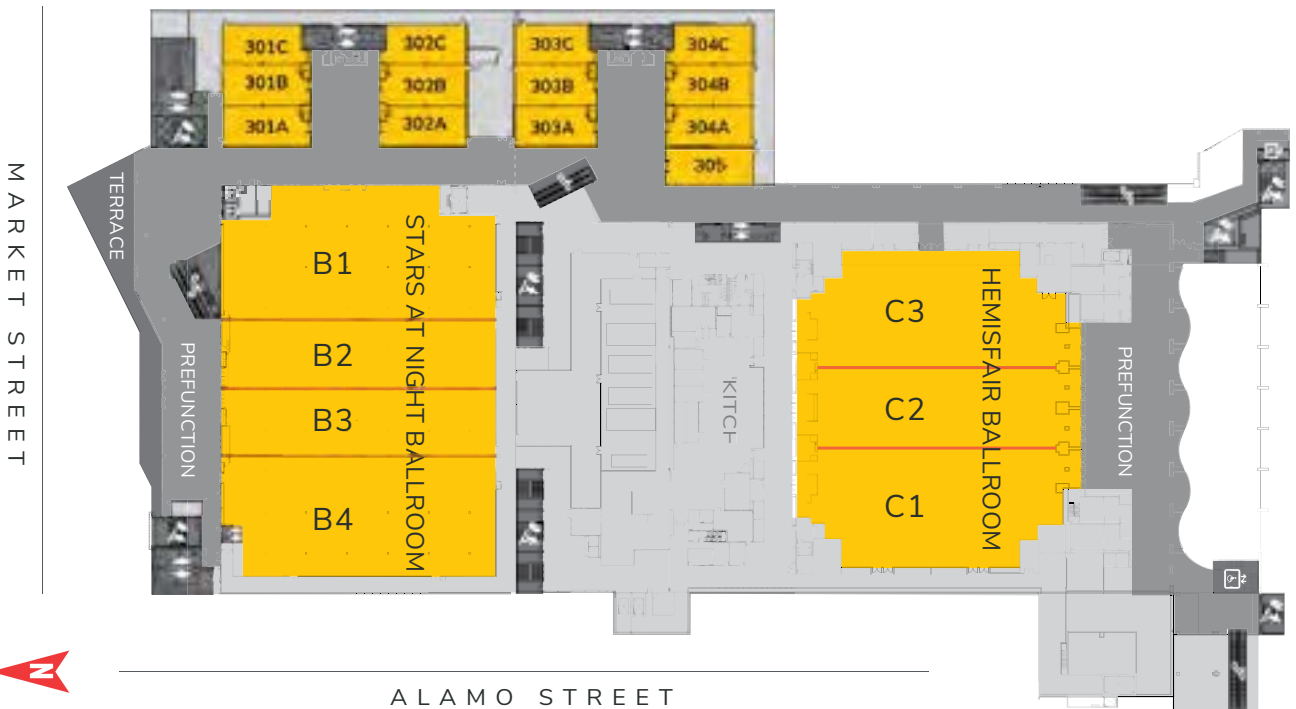 301C
302C
303C
304C
301B
302B
303B
304B
301A
302A
303A
304A
305
MARKET STREET
TERRACE
PREFUNCTION
B1
B2
B3
B4
STARS AT NIGHT BALLROOM
KITCH
C3
C2
C1
HEMISFAIR BALLROOM
PREFUNCTION
N
ALAMO STREET